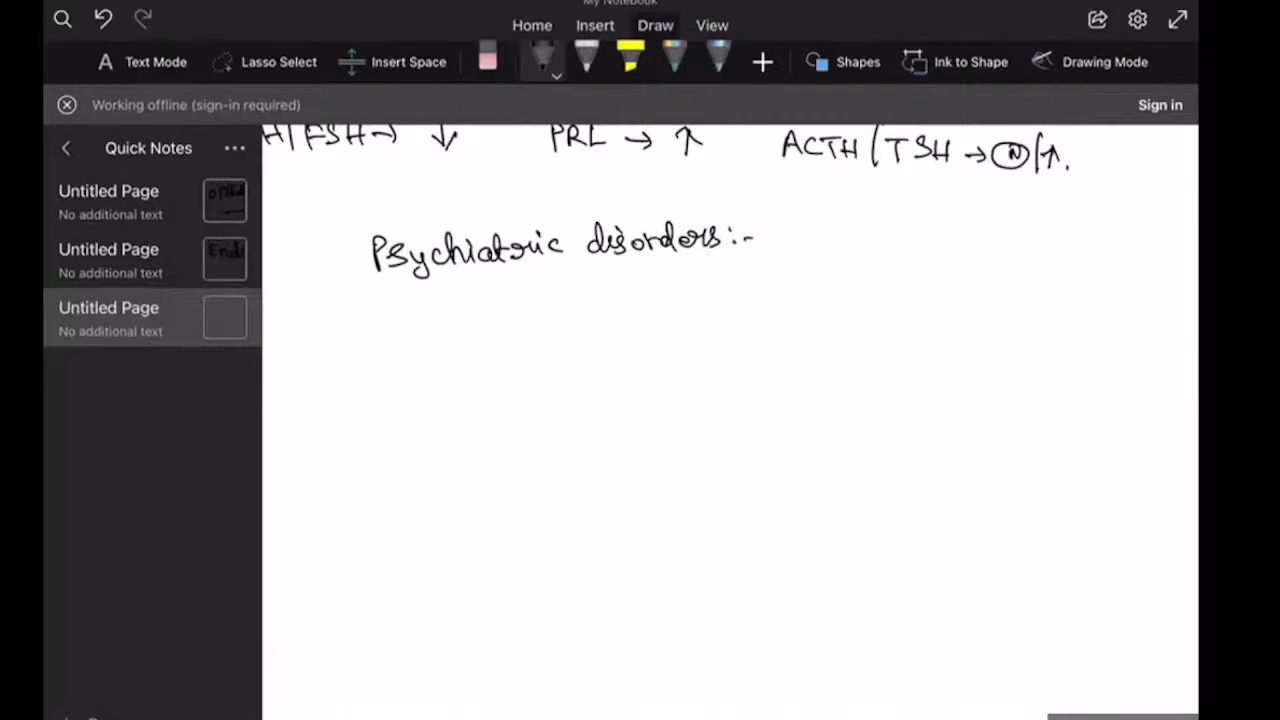 My Notebook
Home Insert Draw View
Text Mode Lasso Select Insert Space Shapes Ink to Shape Drawing Mode
Working offline (sign-in required) Sign in
Quick Notes
Untitled Page
No additional text
Untitled Page
No additional text
Untitled Page
No additional text
H/FSH → ↓ PRL → ↑ ACTH/TSH → N/↑.
Psychiatric disorders:-